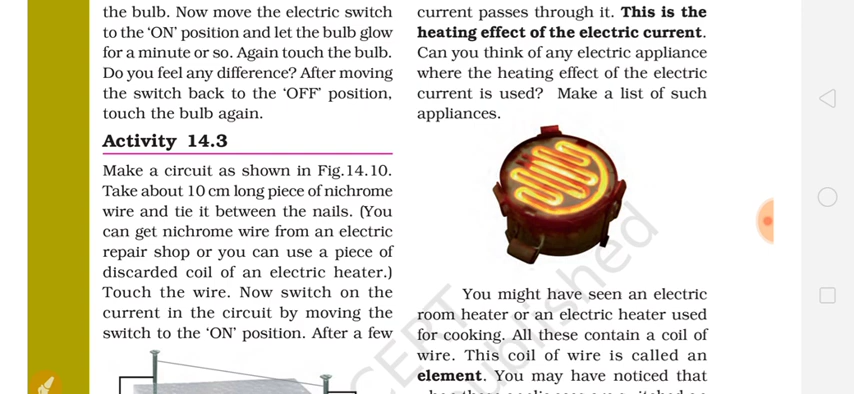 the bulb. Now move the electric switch
to the ‘ON’ position and let the bulb glow
for a minute or so. Again touch the bulb.
Do you feel any difference? After moving
the switch back to the ‘OFF’ position,
touch the bulb again.
Activity 14.3
Make a circuit as shown in Fig.14.10.
Take about 10 cm long piece of nichrome
wire and tie it between the nails. (You
can get nichrome wire from an electric
repair shop or you can use a piece of
discarded coil of an electric heater.)
Touch the wire. Now switch on the
current in the circuit by moving the
switch to the ‘ON’ position. After a few
current passes through it. This is the
heating effect of the electric current.
Can you think of any electric appliance
where the heating effect of the electric
current is used? Make a list of such
appliances.
You might have seen an electric
room heater or an electric heater used
for cooking. All these contain a coil of
wire. This coil of wire is called an
element. You may have noticed that